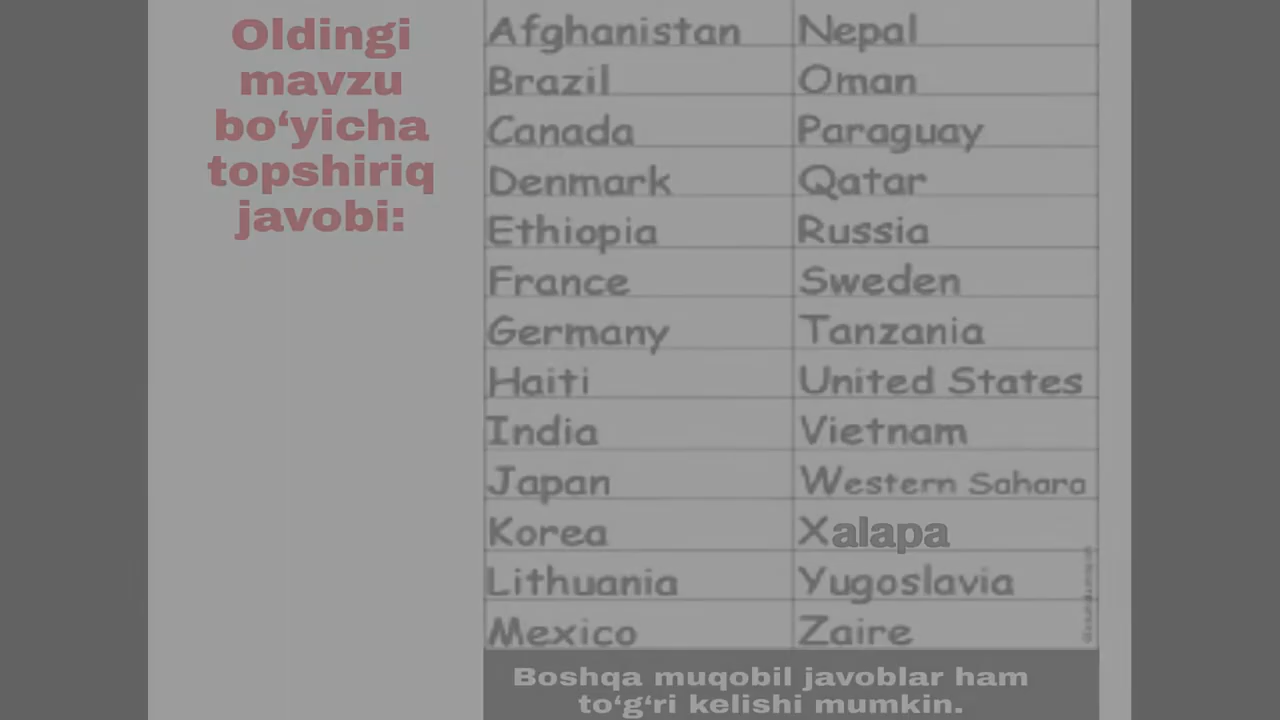 Oldingi
mavzu
bo‘yicha
topshiriq
javobi:
Afghanistan
Brazil
Canada
Denmark
Ethiopia
France
Germany
Haiti
India
Japan
Korea
Lithuania
Mexico
Nepal
Oman
Paraguay
Qatar
Russia
Sweden
Tanzania
United States
Vietnam
Western Sahara
Xalapa
Yugoslavia
Zaire
Boshqa muqobil javoblar ham
to‘g‘ri kelishi mumkin.